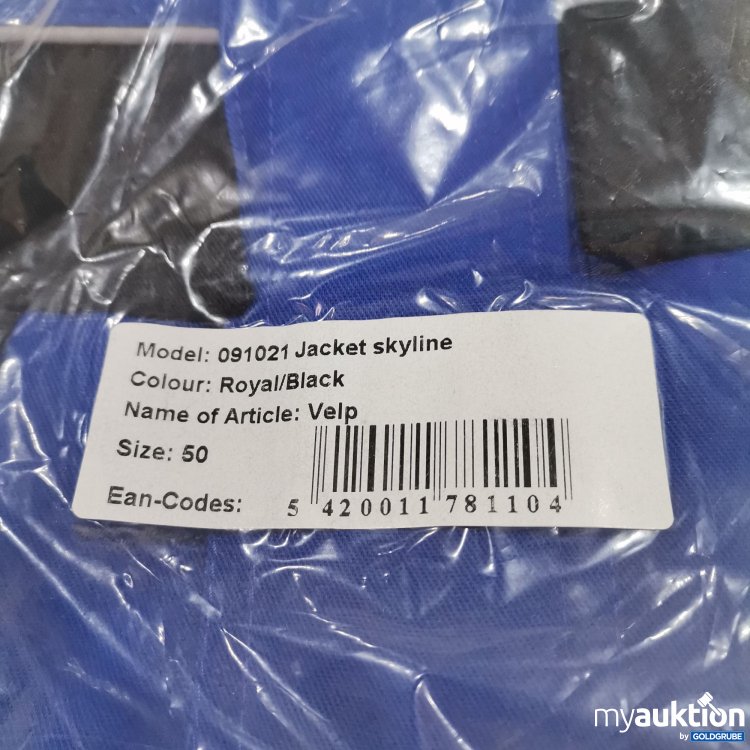 Model: 091021 Jacket skyline
Colour: Royal/Black
Name of Article: Velp
Size: 50
Ean-Codes:
5 420011 781104
myauktion
by GOLDGRUBE